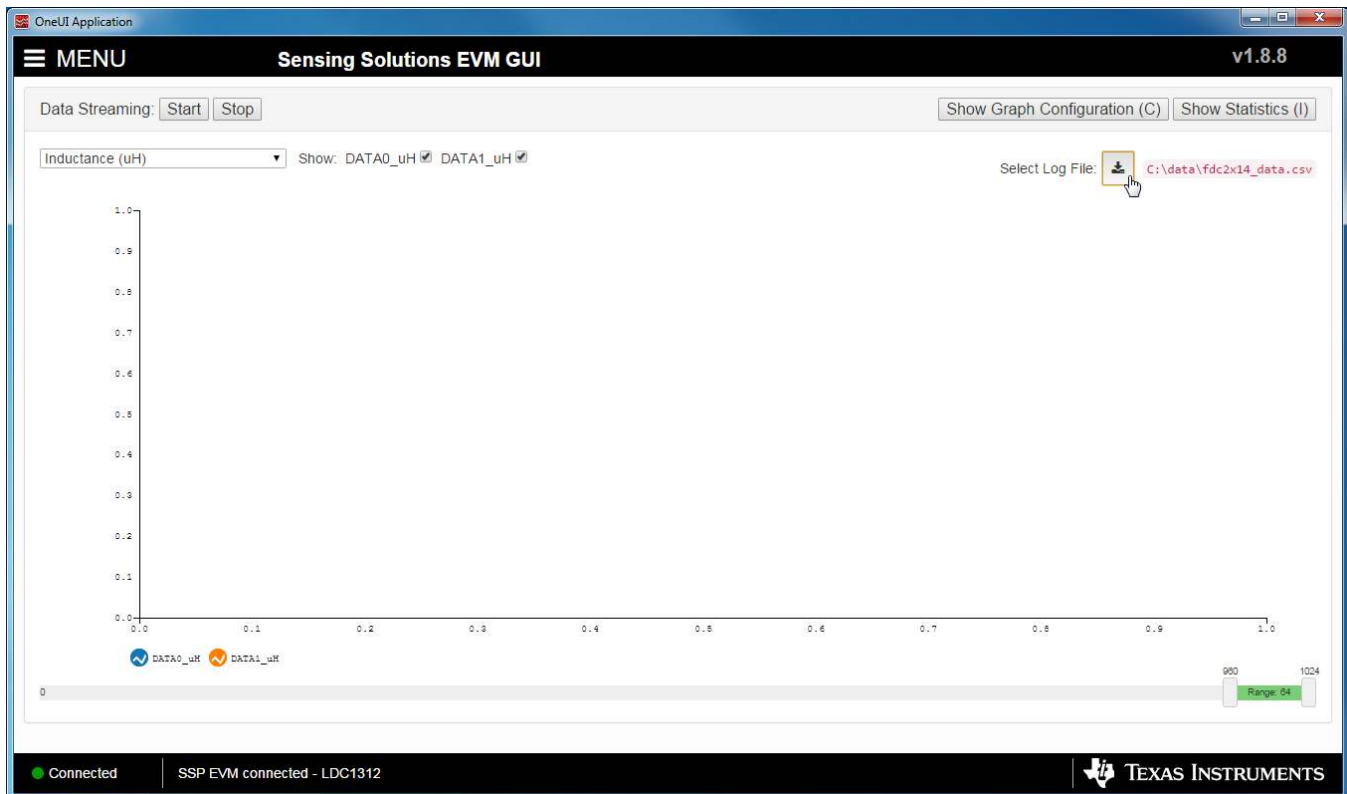 OneUI Application
MENU Sensing Solutions EVM GUI v1.8.8
Data Streaming: Start Stop Show Graph Configuration (C) Show Statistics (I)
Inductance (uH) Show: DATA0_uH DATA1_uH
Select Log File: C:\data\fdc2x14_data.csv
1.0
0.9
0.8
0.7
0.6
0.5
0.4
0.3
0.2
0.1
0.0
0.0 0.1 0.2 0.3 0.4 0.5 0.6 0.7 0.8 0.9 1.0
DATA0_uH DATA1_uH
960 1024
0 Range: 64
Connected SSP EVM connected - LDC1312 TEXAS INSTRUMENTS